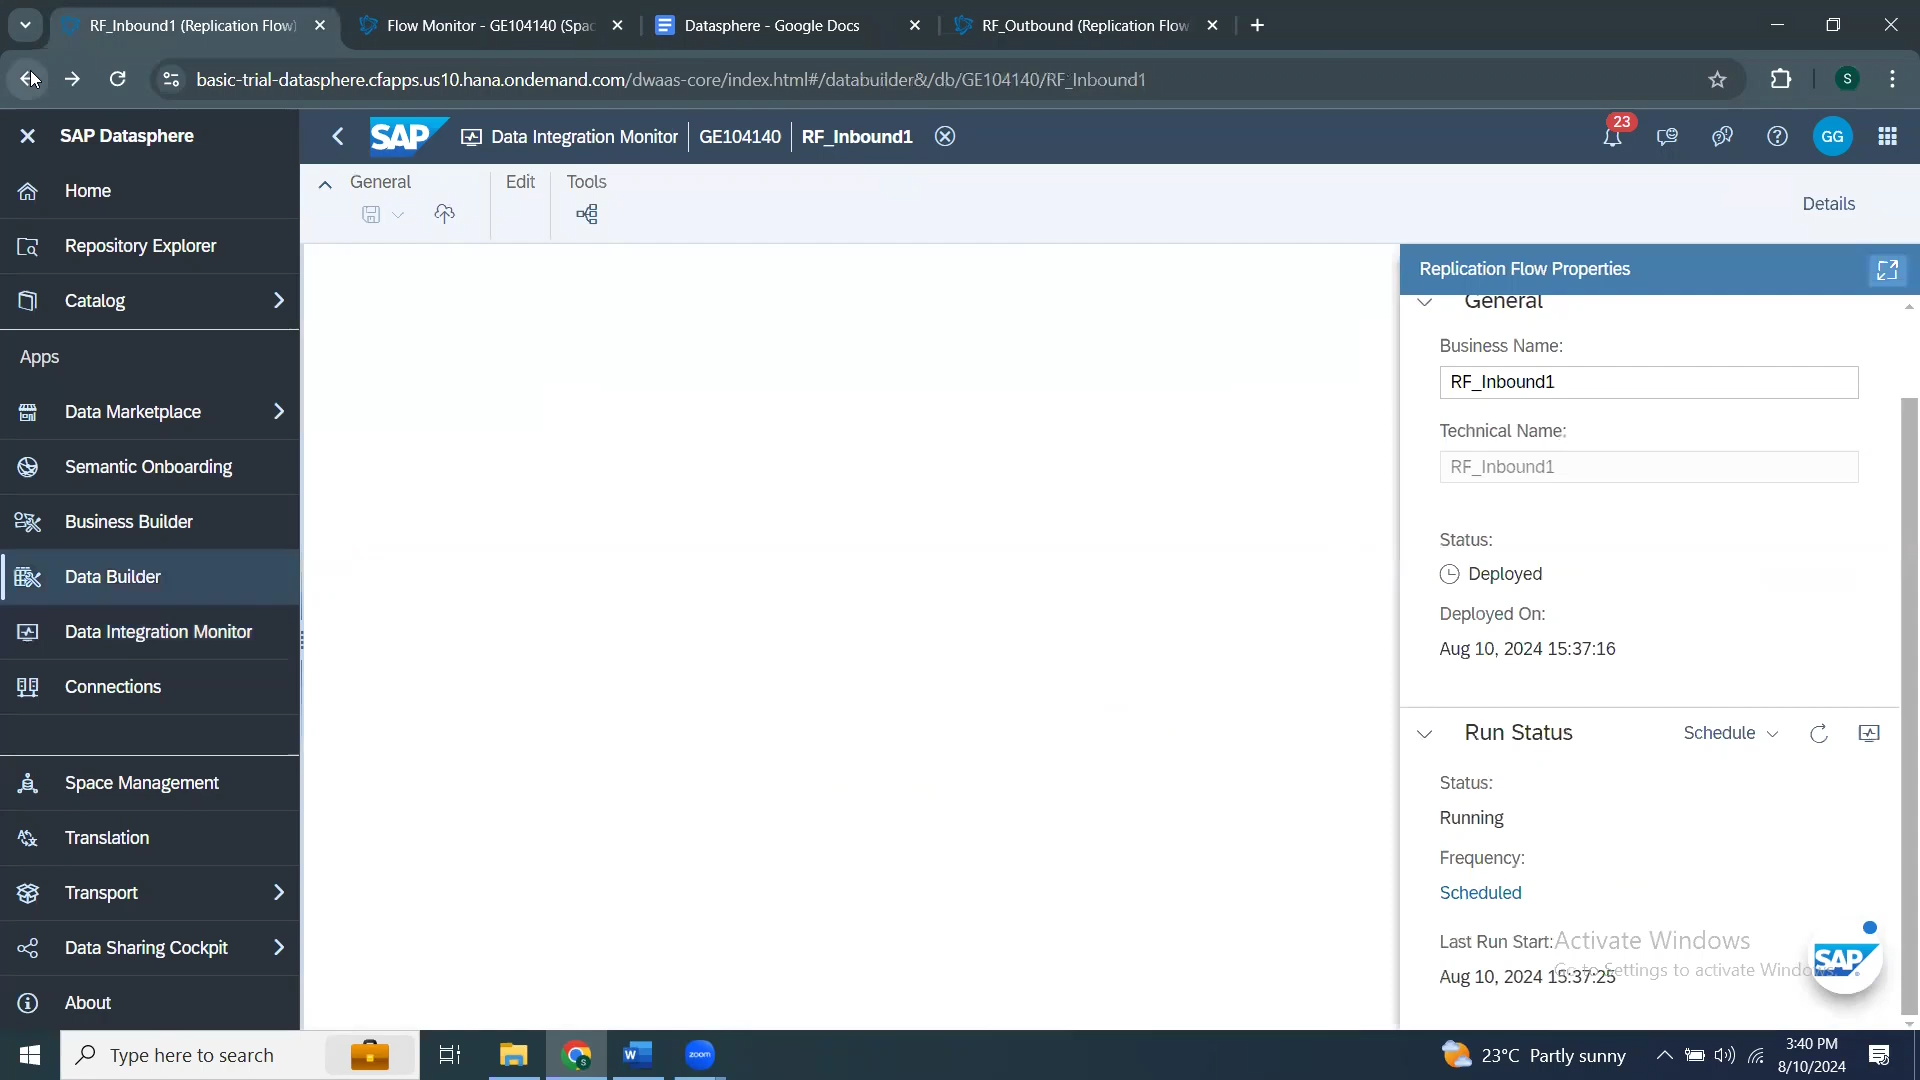 RF_Inbound1 (Replication Flow)
Flow Monitor - GE104140 (Spac
Datasphere - Google Docs
RF_Outbound (Replication Flow
basic-trial-datasphere.cfapps.us10.hana.ondemand.com/dwaas-core/index.html#/databuilder&/db/GE104140/RF_Inbound1
S
SAP Datasphere
SAP
Data Integration Monitor
GE104140
RF_Inbound1
23
GG
Home
Repository Explorer
Catalog
Apps
Data Marketplace
Semantic Onboarding
Business Builder
Data Builder
Data Integration Monitor
Connections
Space Management
Translation
Transport
Data Sharing Cockpit
About
General
Edit
Tools
Details
Replication Flow Properties
General
Business Name:
RF_Inbound1
Technical Name:
RF_Inbound1
Status:
Deployed
Deployed On:
Aug 10, 2024 15:37:16
Run Status
Schedule
Status:
Running
Frequency:
Scheduled
Last Run Start:
Aug 10, 2024 15:37:25
Activate Windows
Go to Settings to activate Windows.
SAP
Type here to search
zoom
23°C Partly sunny
3:40 PM
8/10/2024